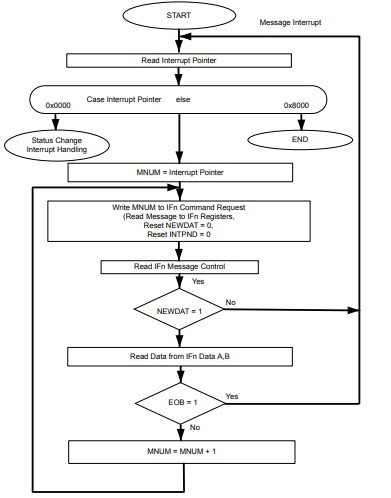 START
Message Interrupt
Read Interrupt Pointer
Case Interrupt Pointer else
0x0000
0x8000
Status Change
Interrupt Handling
END
MNUM = Interrupt Pointer
Write MNUM to IFn Command Request
(Read Message to IFn Registers,
Reset NEWDAT = 0,
Reset INTPND = 0
Read IFn Message Control
Yes
No
NEWDAT = 1
Read Data from IFn Data A,B
Yes
EOB = 1
No
MNUM = MNUM + 1